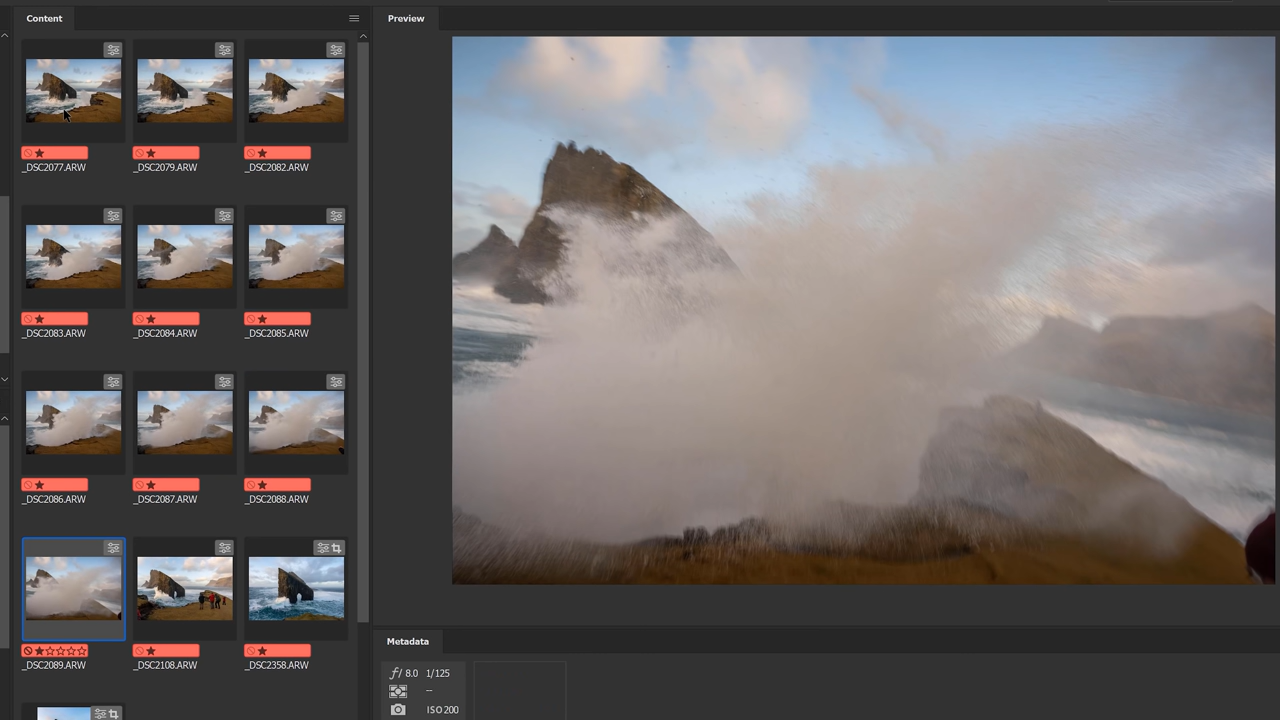 Content
_DSC2077.ARW
_DSC2079.ARW
_DSC2082.ARW
_DSC2083.ARW
_DSC2084.ARW
_DSC2085.ARW
_DSC2086.ARW
_DSC2087.ARW
_DSC2088.ARW
_DSC2089.ARW
_DSC2108.ARW
_DSC2358.ARW
Preview
Metadata
ƒ/ 8.0 1/125
--
ISO 200